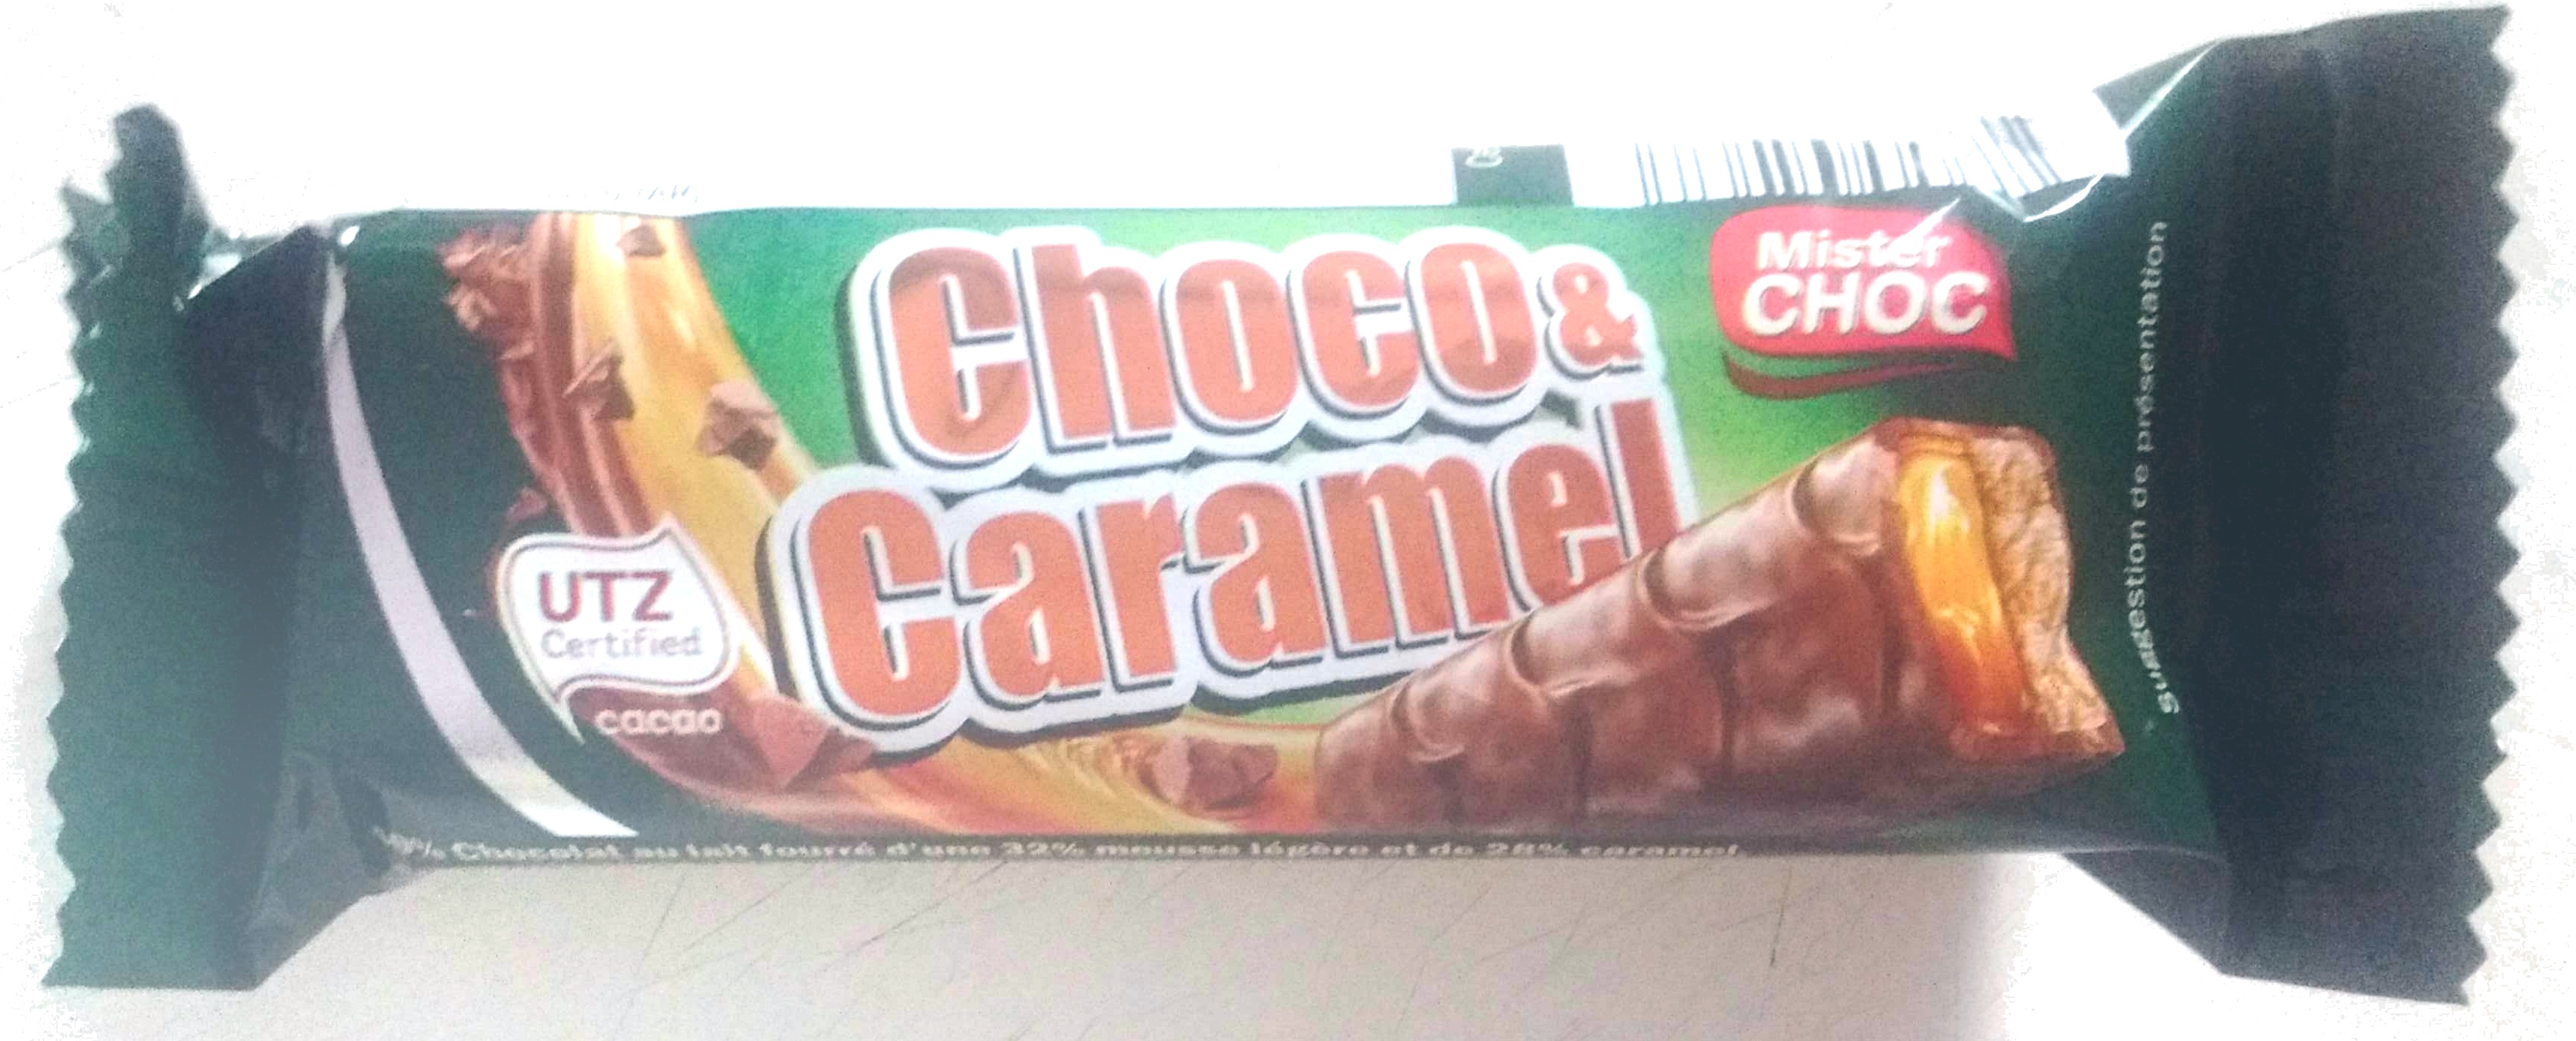 Choco &
Caramel
Mister
CHOC
suggestion de présentation
UTZ
Certified
cacao
% Chocolat au lait fourré d'une 32% mousse légère et de 28% caramel